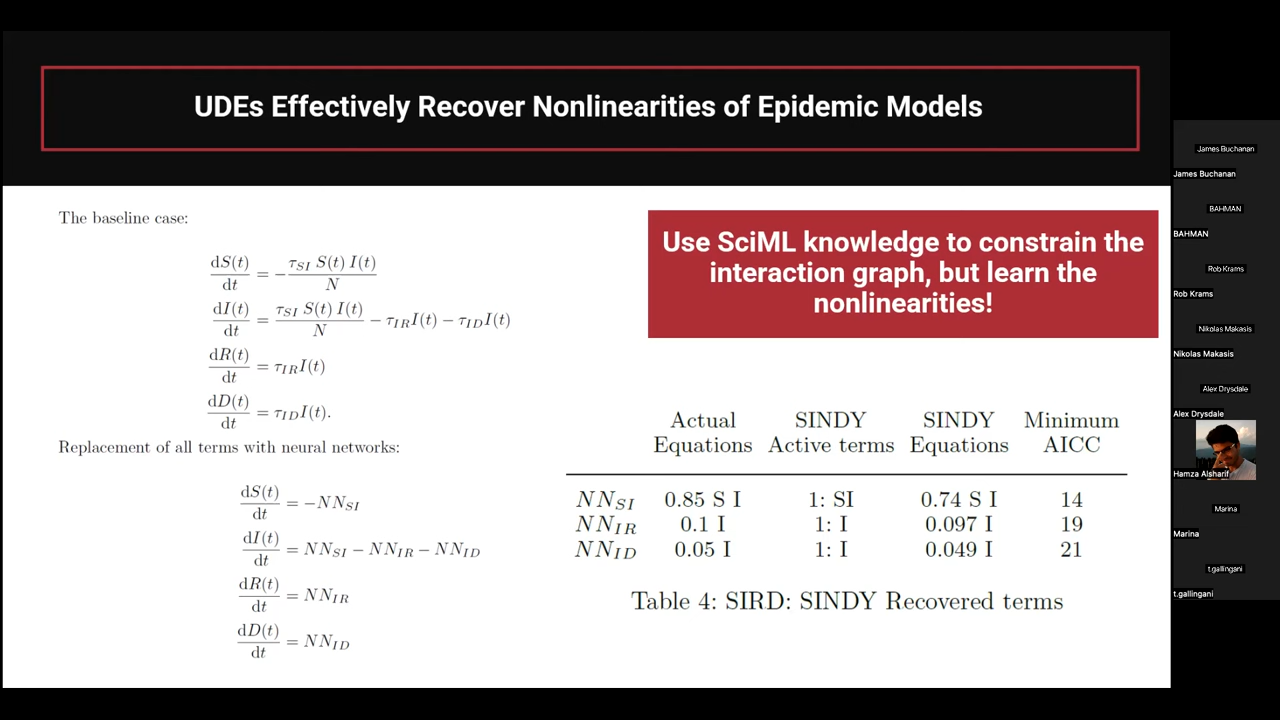 UDEs Effectively Recover Nonlinearities of Epidemic Models
The baseline case:
dS(t)/dt = −τ_SI S(t) I(t)/N
dI(t)/dt = τ_SI S(t) I(t)/N − τ_IR I(t) − τ_ID I(t)
dR(t)/dt = τ_IR I(t)
dD(t)/dt = τ_ID I(t).
Replacement of all terms with neural networks:
dS(t)/dt = −NN_SI
dI(t)/dt = NN_SI − NN_IR − NN_ID
dR(t)/dt = NN_IR
dD(t)/dt = NN_ID
Use SciML knowledge to constrain the
interaction graph, but learn the
nonlinearities!
Actual SINDY SINDY Minimum
Equations Active terms Equations AICC
NN_SI 0.85 S I 1: SI 0.74 S I 14
NN_IR 0.1 I 1: I 0.097 I 19
NN_ID 0.05 I 1: I 0.049 I 21
Table 4: SIRD: SINDY Recovered terms
James Buchanan
James Buchanan
BAHMAN
BAHMAN
Rob Krams
Rob Krams
Nikolas Makasis
Nikolas Makasis
Alex Drysdale
Alex Drysdale
Hamza Alsharif
Marina
Marina
t.gallingani
t.gallingani